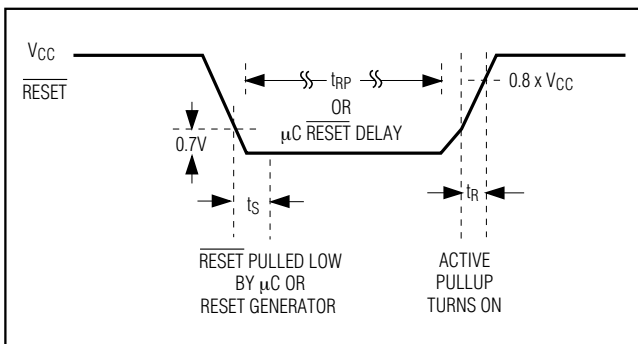 VCC
RESET
tRP
OR
μC RESET DELAY
0.8 x VCC
0.7V
tS
tR
RESET PULLED LOW
BY μC OR
RESET GENERATOR
ACTIVE
PULLUP
TURNS ON